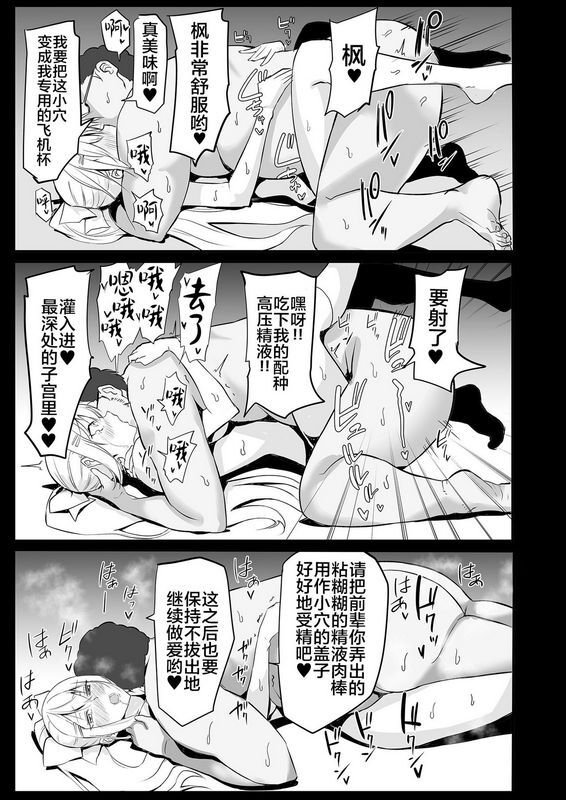 枫♥
枫非常
舒服哟♥
真美味
啊♥
啊♥
我要把这小穴
变成我专用的
飞机杯
哦♥
啊♥
呀
要射了♥
嘿呀!!
吃下我的配种
高压精液!!
去了
哦♥哦♥
嗯哦哦♥
灌入进♥
最深处的子宫里♥♥
哦♥
哦♥
请把前辈你弄出的
粘糊糊的精液肉棒
用作小穴的盖子
好好地受精吧♥
这之后也要
保持不拔出地
继续做爱哟♥
はぁ
はっ♥
はぁ
はぁ♥